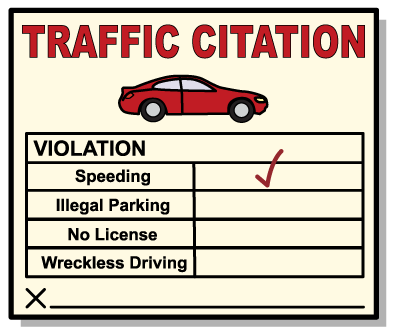 TRAFFIC CITATION
VIOLATION
Speeding
Illegal Parking
No License
Wreckless Driving
X